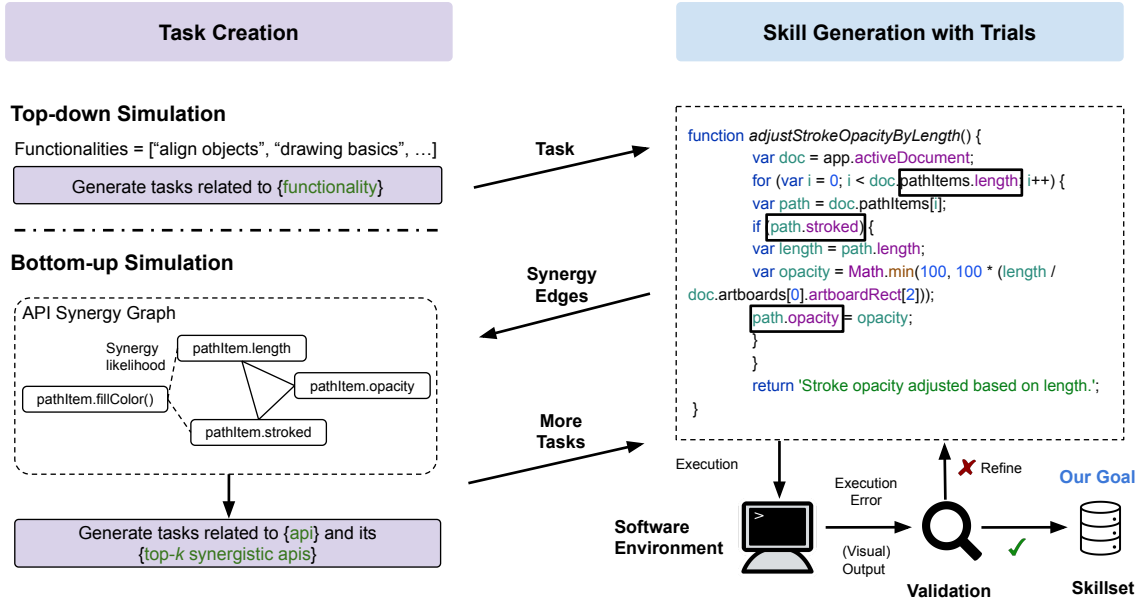 Task Creation
Skill Generation with Trials
Top-down Simulation
Functionalities = [“align objects”, “drawing basics”, …]
Generate tasks related to {functionality}
Bottom-up Simulation
API Synergy Graph
Synergy
likelihood
pathItem.length
pathItem.opacity
pathItem.fillColor()
pathItem.stroked
Generate tasks related to {api} and its
{top-k synergistic apis}
Task
Synergy
Edges
More
Tasks
function adjustStrokeOpacityByLength() {
var doc = app.activeDocument;
for (var i = 0; i < doc.pathItems.length; i++) {
var path = doc.pathItems[i];
if (path.stroked) {
var length = path.length;
var opacity = Math.min(100, 100 * (length /
doc.artboards[0].artboardRect[2]));
path.opacity = opacity;
}
}
return 'Stroke opacity adjusted based on length.';
}
Execution
Refine
Our Goal
Software
Environment
>_
Execution
Error
(Visual)
Output
Validation
Skillset